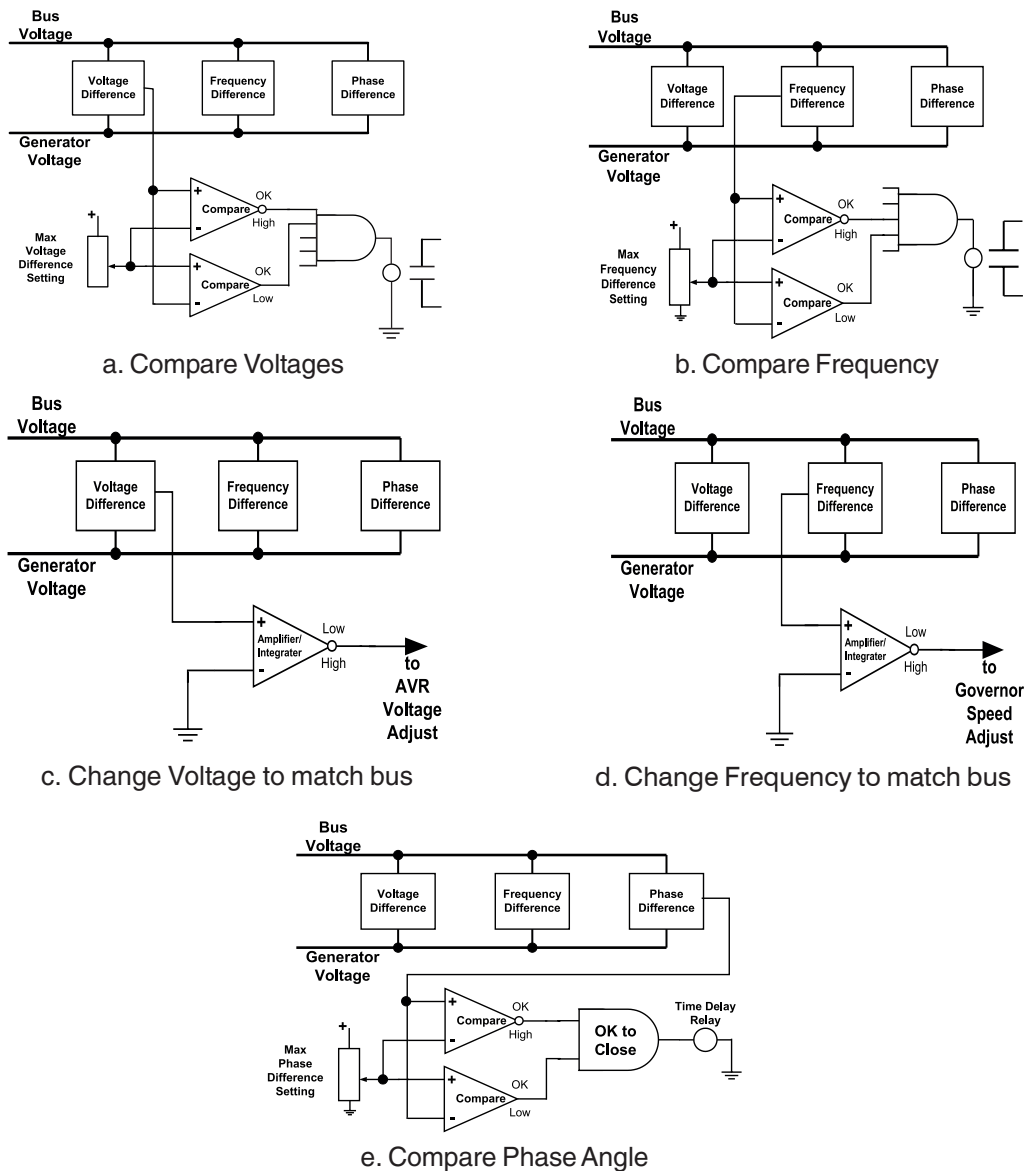 Bus
Voltage
Voltage
Difference
Frequency
Difference
Phase
Difference
Generator
Voltage
+
Max
Voltage
Difference
Setting
+
Compare
-
OK
High
+
Compare
-
OK
Low
a. Compare Voltages
Bus
Voltage
Voltage
Difference
Frequency
Difference
Phase
Difference
Generator
Voltage
+
Max
Frequency
Difference
Setting
+
Compare
-
OK
High
+
Compare
-
OK
Low
b. Compare Frequency
Bus
Voltage
Voltage
Difference
Frequency
Difference
Phase
Difference
Generator
Voltage
+
Amplifier/
Integrater
-
Low
High
to
AVR
Voltage
Adjust
c. Change Voltage to match bus
Bus
Voltage
Voltage
Difference
Frequency
Difference
Phase
Difference
Generator
Voltage
+
Amplifier/
Integrater
-
Low
High
to
Governor
Speed
Adjust
d. Change Frequency to match bus
Bus
Voltage
Voltage
Difference
Frequency
Difference
Phase
Difference
Generator
Voltage
+
Max
Phase
Difference
Setting
+
Compare
-
OK
High
+
Compare
-
OK
Low
OK to
Close
Time Delay
Relay
e. Compare Phase Angle